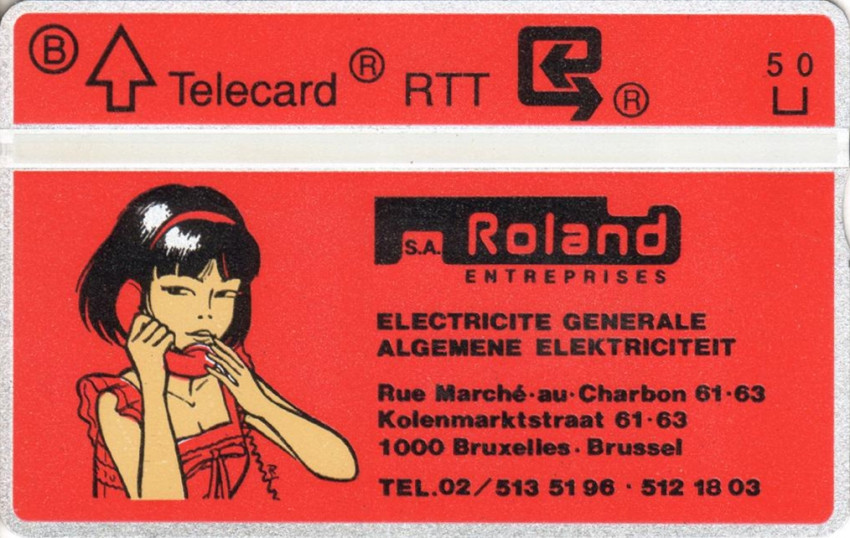 B Telecard ® RTT ® 50
S.A. Roland
ENTREPRISES
ELECTRICITE GENERALE
ALGEMENE ELEKTRICITEIT
Rue Marché-au-Charbon 61-63
Kolenmarktstraat 61-63
1000 Bruxelles - Brussel
TEL.02/513 51 96 · 512 18 03